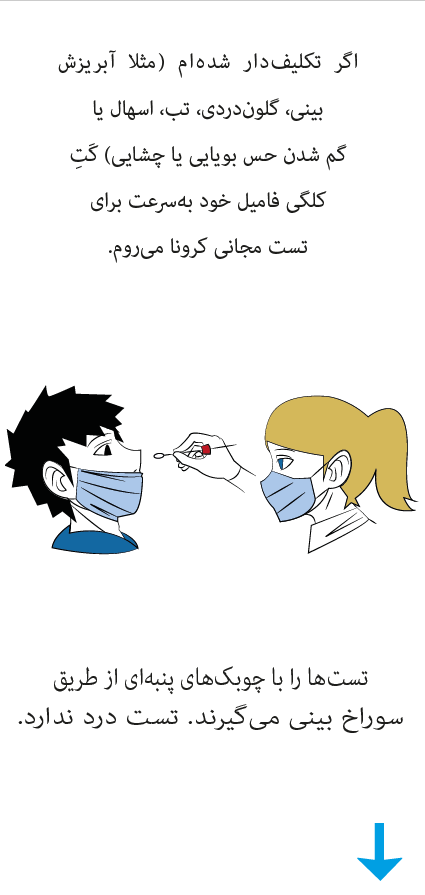 اگر تکلیف‌دار شده‌ام (مثلا آبریزش
بینی، گلون‌دردی، تب، اسهال یا
گم شدن حس بویایی یا چشایی) گَتِ
کلگی فامیل خود به‌سرعت برای
تست مجانی کرونا می‌روم.
تست‌ها را با چوبک‌های پنبه‌ای از طریق
سوراخ بینی می‌گیرند. تست درد ندارد.